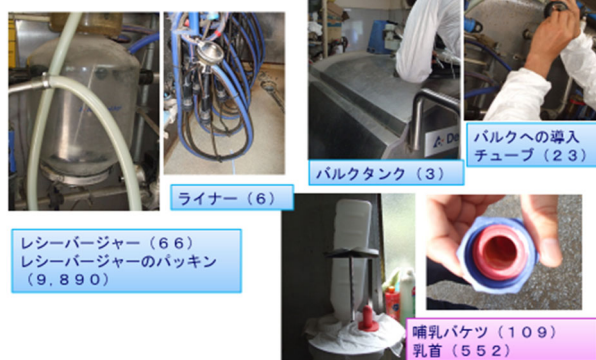 ライナー（６）
バルクタンク（３）
De
バルクへの導入
チューブ（２３）
レシーバージャー（６６）
レシーバージャーのパッキン
（９,８９０）
哺乳バケツ（１０９）
乳首（５５２）